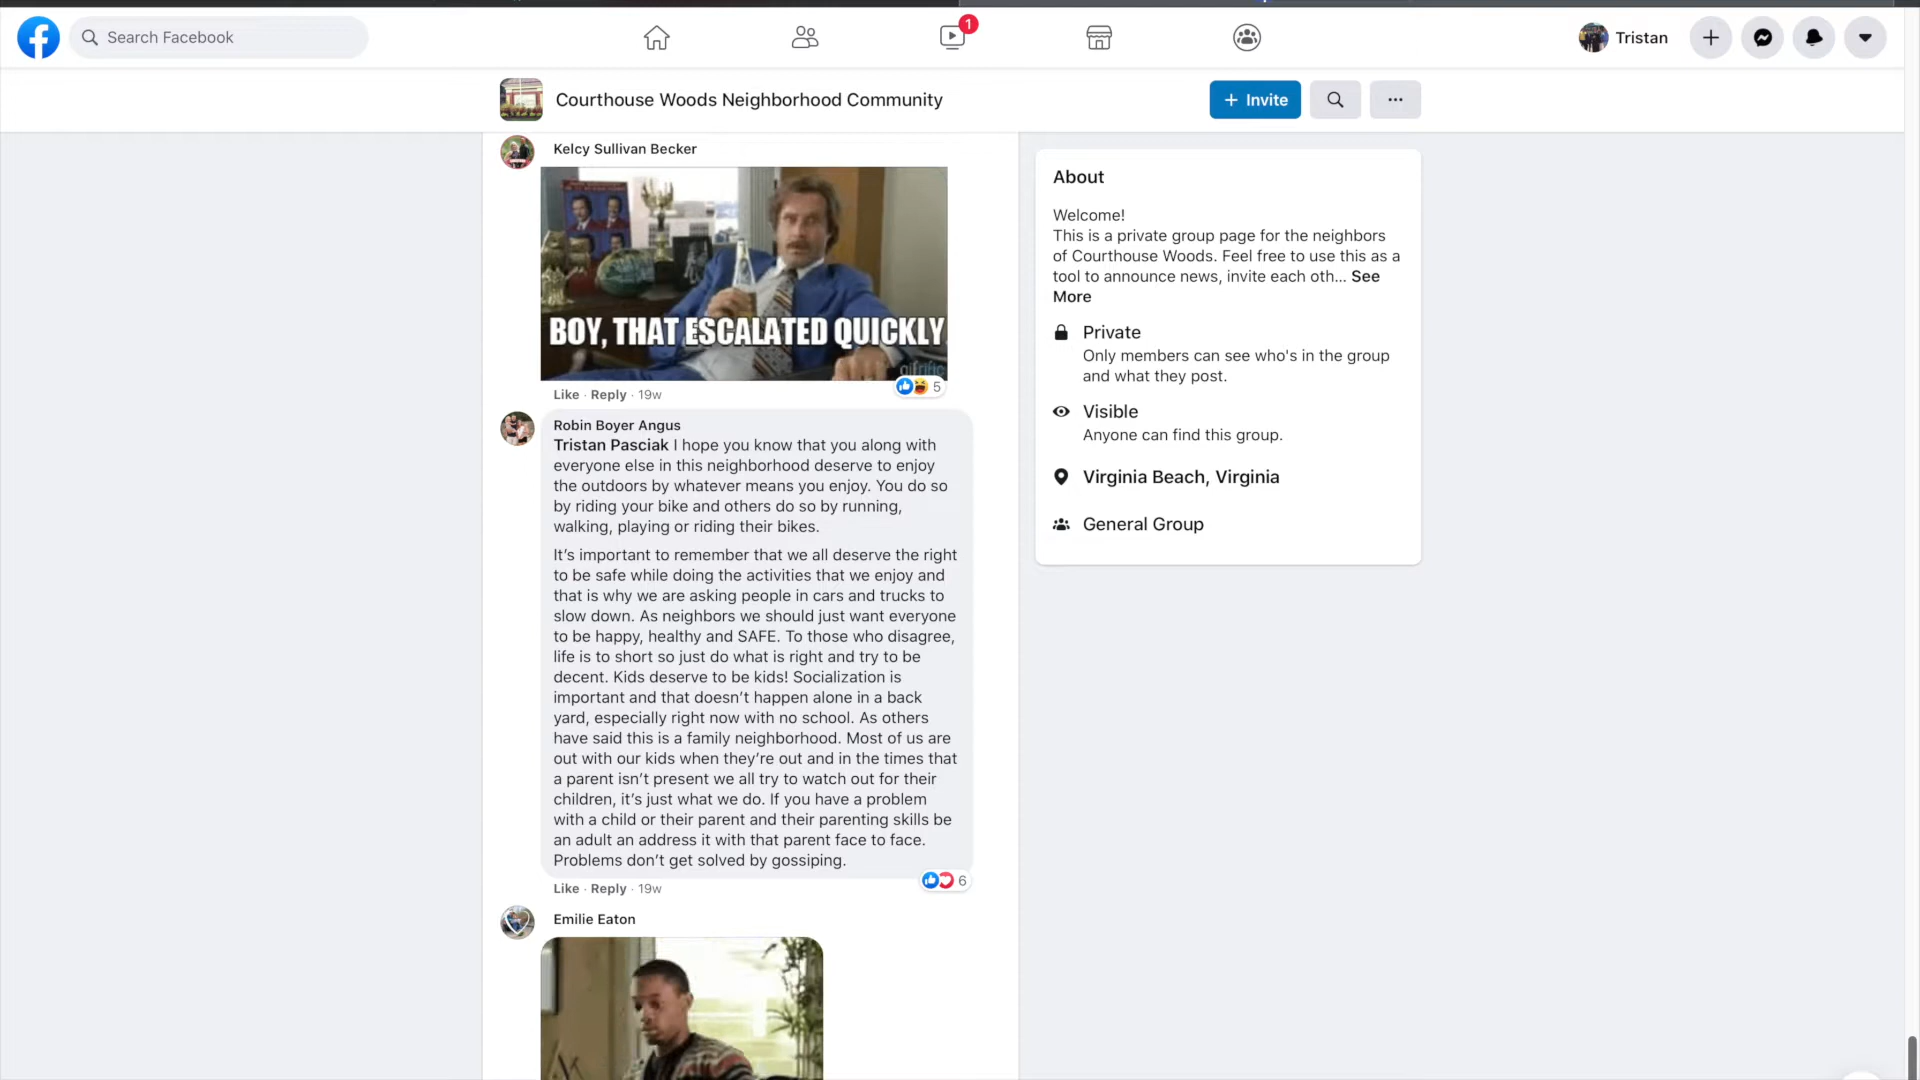 Search Facebook
1
Tristan
Courthouse Woods Neighborhood Community
+ Invite
Kelcy Sullivan Becker
BOY, THAT ESCALATED QUICKLY
gifrific
Like · Reply · 19w
5
Robin Boyer Angus
Tristan Pasciak I hope you know that you along with
everyone else in this neighborhood deserve to enjoy
the outdoors by whatever means you enjoy. You do so
by riding your bike and others do so by running,
walking, playing or riding their bikes.
It's important to remember that we all deserve the right
to be safe while doing the activities that we enjoy and
that is why we are asking people in cars and trucks to
slow down. As neighbors we should just want everyone
to be happy, healthy and SAFE. To those who disagree,
life is to short so just do what is right and try to be
decent. Kids deserve to be kids! Socialization is
important and that doesn't happen alone in a back
yard, especially right now with no school. As others
have said this is a family neighborhood. Most of us are
out with our kids when they're out and in the times that
a parent isn't present we all try to watch out for their
children, it's just what we do. If you have a problem
with a child or their parent and their parenting skills be
an adult an address it with that parent face to face.
Problems don't get solved by gossiping.
Like · Reply · 19w
6
Emilie Eaton
About
Welcome!
This is a private group page for the neighbors
of Courthouse Woods. Feel free to use this as a
tool to announce news, invite each oth... See
More
Private
Only members can see who's in the group
and what they post.
Visible
Anyone can find this group.
Virginia Beach, Virginia
General Group